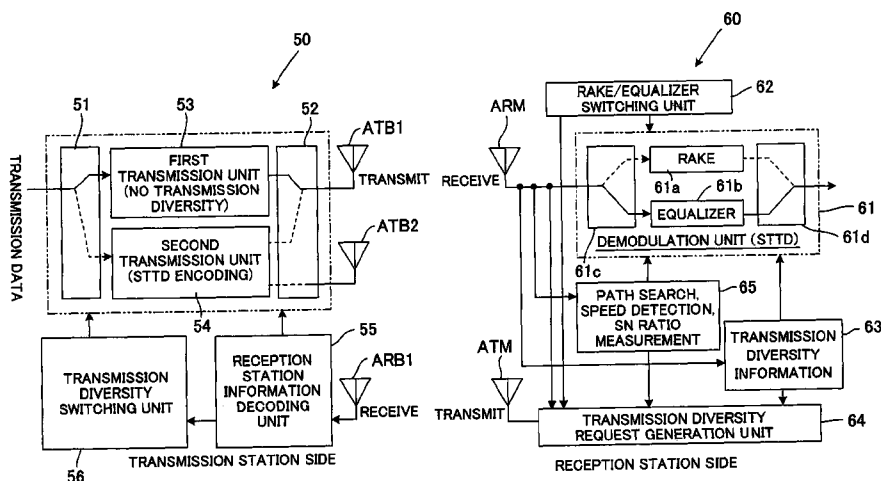 50
51
53
52
ATB1
TRANSMISSION DATA
FIRST
TRANSMISSION UNIT
(NO TRANSMISSION
DIVERSITY)
TRANSMIT
ATB2
SECOND
TRANSMISSION UNIT
(STTD ENCODING)
54
55
ARB1
TRANSMISSION
DIVERSITY
SWITCHING UNIT
RECEPTION
STATION
INFORMATION
DECODING
UNIT
RECEIVE
56
TRANSMISSION STATION SIDE
60
62
RAKE/EQUALIZER
SWITCHING UNIT
ARM
RECEIVE
RAKE
61a
61b
EQUALIZER
61
61d
DEMODULATION UNIT (STTD)
61c
65
PATH SEARCH,
SPEED DETECTION,
SN RATIO
MEASUREMENT
63
TRANSMISSION
DIVERSITY
INFORMATION
ATM
TRANSMIT
TRANSMISSION DIVERSITY
REQUEST GENERATION UNIT
64
RECEPTION STATION SIDE